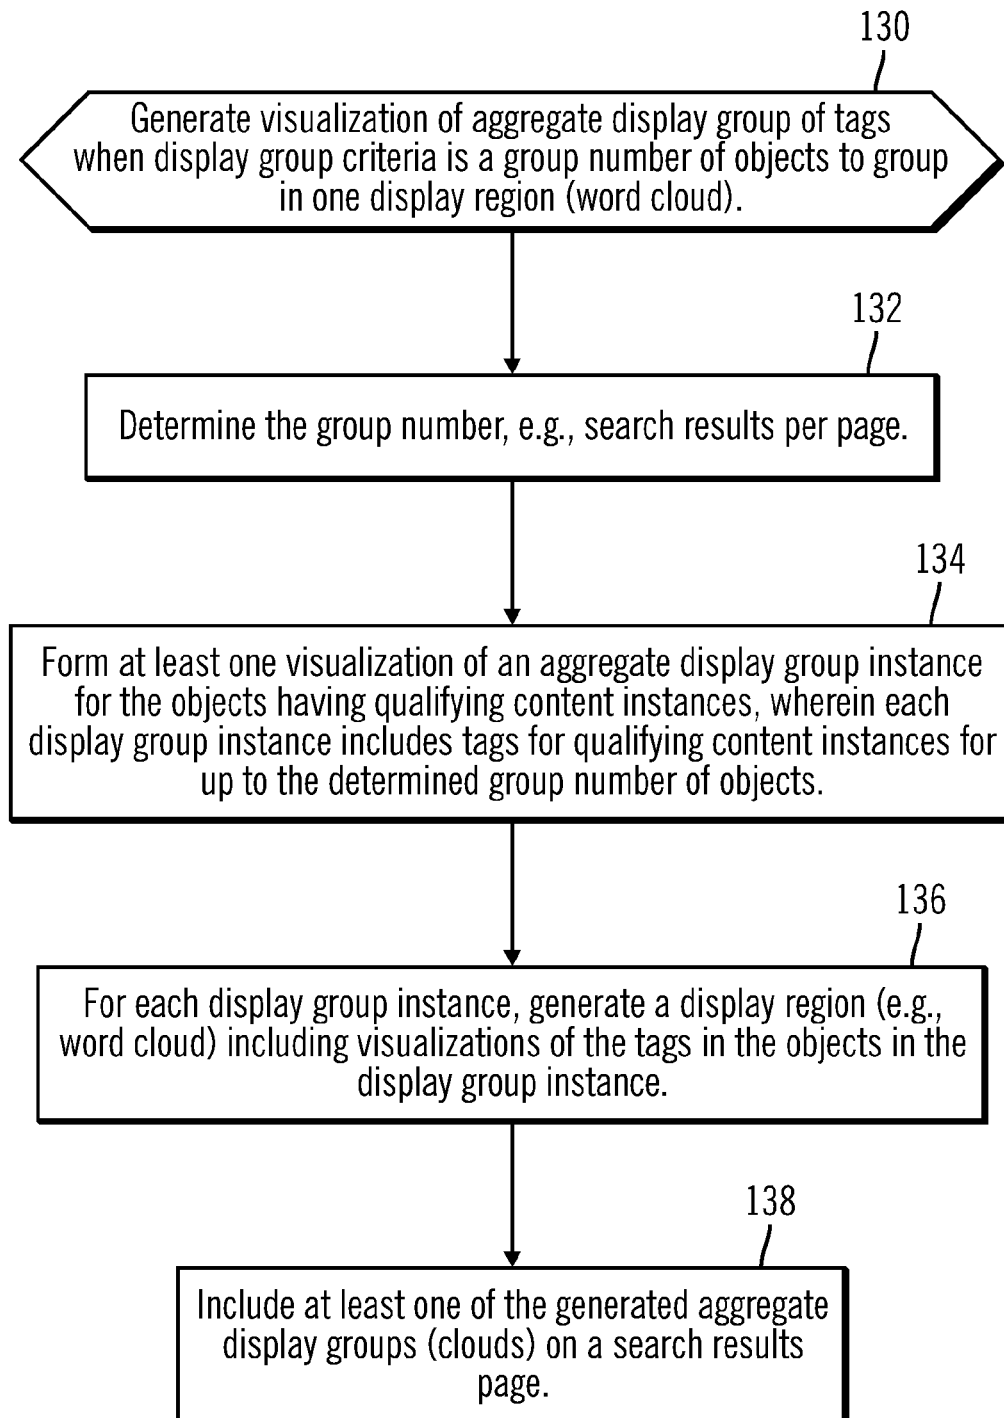 130
Generate visualization of aggregate display group of tags
when display group criteria is a group number of objects to group
in one display region (word cloud).
132
Determine the group number, e.g., search results per page.
134
Form at least one visualization of an aggregate display group instance
for the objects having qualifying content instances, wherein each
display group instance includes tags for qualifying content instances for
up to the determined group number of objects.
136
For each display group instance, generate a display region (e.g.,
word cloud) including visualizations of the tags in the objects in the
display group instance.
138
Include at least one of the generated aggregate
display groups (clouds) on a search results
page.